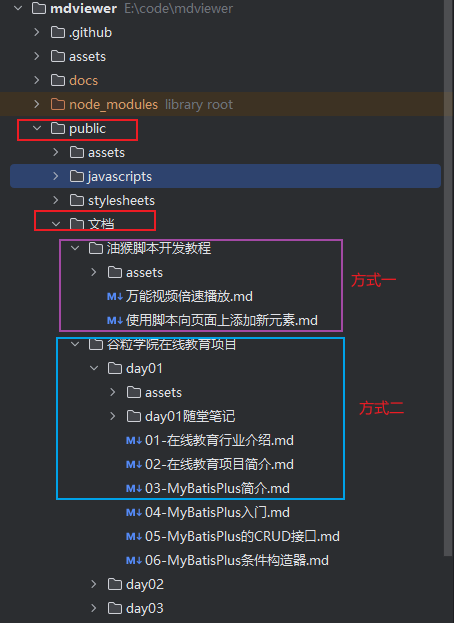 mdviewer E:\code\mdviewer
.github
assets
docs
node_modules library root
public
assets
javascripts
stylesheets
文档
油猴脚本开发教程
assets
方式一
M↓ 万能视频倍速播放.md
M↓ 使用脚本向页面上添加新元素.md
谷粒学院在线教育项目
day01
assets
方式二
day01随堂笔记
M↓ 01-在线教育行业介绍.md
M↓ 02-在线教育项目简介.md
M↓ 03-MyBatisPlus简介.md
M↓ 04-MyBatisPlus入门.md
M↓ 05-MyBatisPlus的CRUD接口.md
M↓ 06-MyBatisPlus条件构造器.md
day02
day03